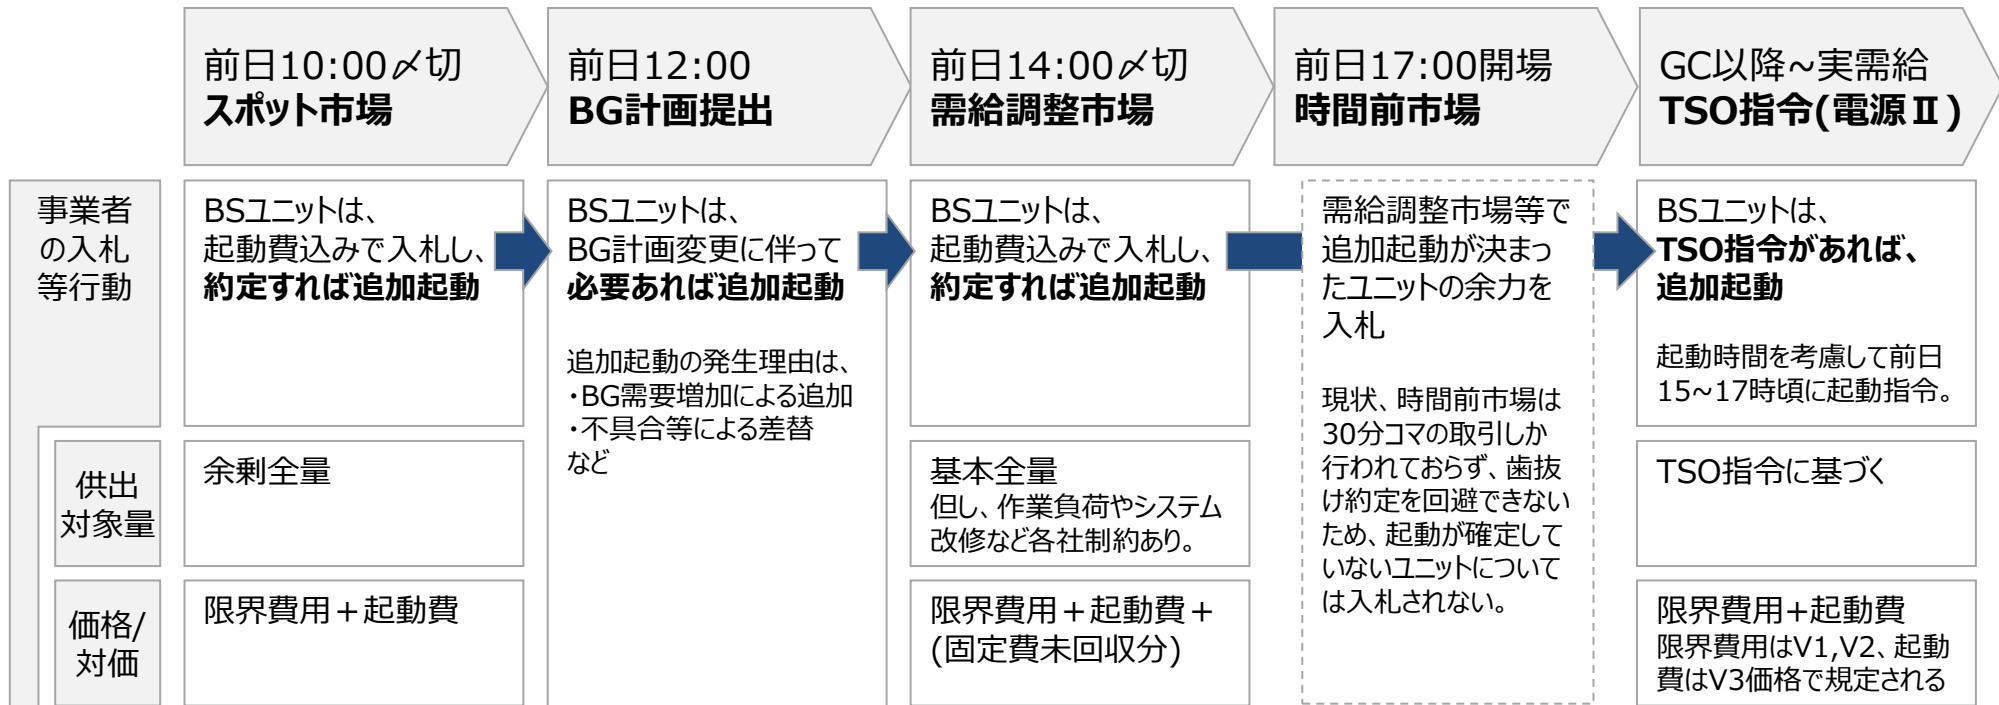 前日10:00〆切
スポット市場
前日12:00
BG計画提出
前日14:00〆切
需給調整市場
前日17:00開場
時間前市場
GC以降~実需給
TSO指令(電源Ⅱ)
事業者
の入札
等行動
BSユニットは、
起動費込みで入札し、
約定すれば追加起動
BSユニットは、
BG計画変更に伴って
必要あれば追加起動
追加起動の発生理由は、
・BG需要増加による追加
・不具合等による差替
など
BSユニットは、
起動費込みで入札し、
約定すれば追加起動
需給調整市場等で
追加起動が決まっ
たユニットの余力を
入札
現状、時間前市場は
30分コマの取引しか
行われておらず、歯抜
け約定を回避できない
ため、起動が確定して
いないユニットについて
は入札されない。
BSユニットは、
TSO指令があれば、
追加起動
起動時間を考慮して前日
15~17時頃に起動指令。
供出
対象量
余剰全量
基本全量
但し、作業負荷やシステム
改修など各社制約あり。
TSO指令に基づく
価格/
対価
限界費用+起動費
限界費用+起動費+
(固定費未回収分)
限界費用+起動費
限界費用はV1,V2、起動
費はV3価格で規定される